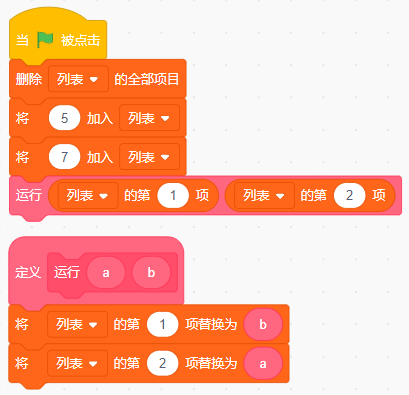 当 被点击
删除 列表 的全部项目
将 5 加入 列表
将 7 加入 列表
运行 列表 的第 1 项 列表 的第 2 项
定义 运行 a b
将 列表 的第 1 项替换为 b
将 列表 的第 2 项替换为 a